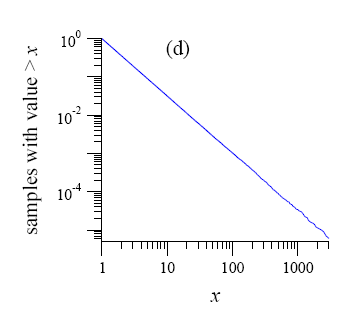 (d)
samples with value > x
10^0
10^-2
10^-4
1 10 100 1000
x